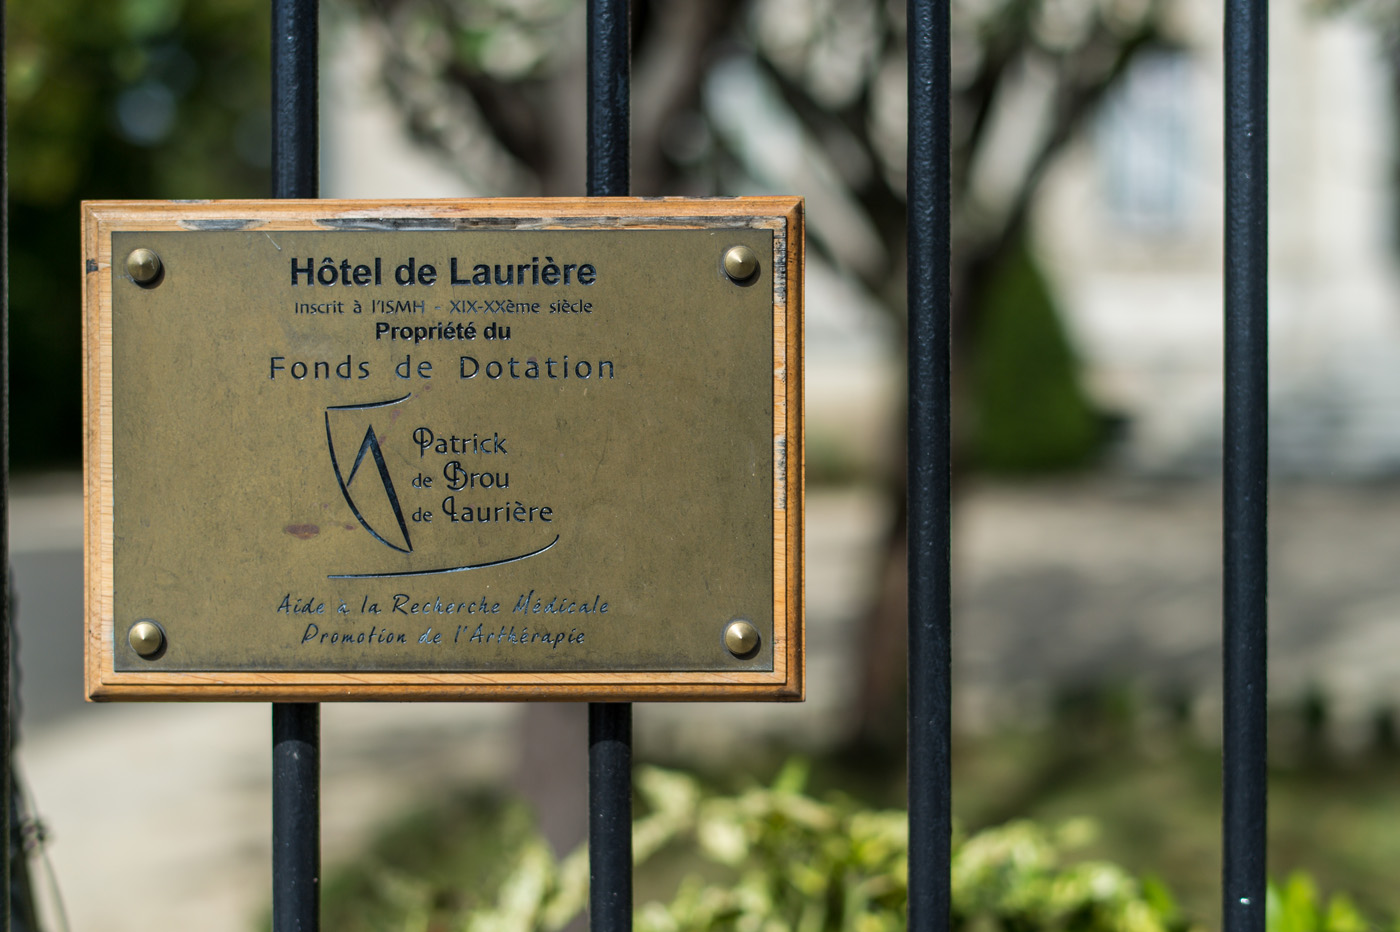 Hôtel de Laurière
Inscrit à l'ISMH - XIX-XXème siècle
Propriété du
Fonds de Dotation
Patrick
de Brou
de Laurière
Aide à la Recherche Médicale
Promotion de l'Arthérapie